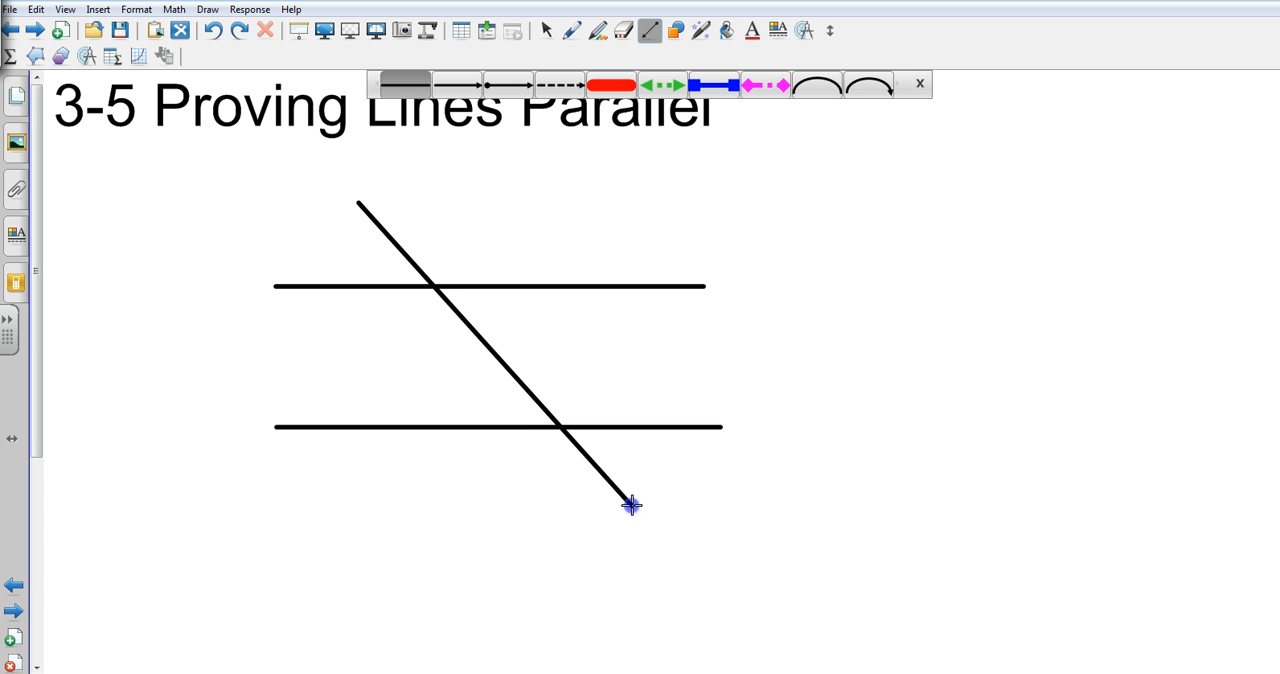 File Edit View Insert Format Math Draw Response Help
X
3-5 Proving Lines Parallel